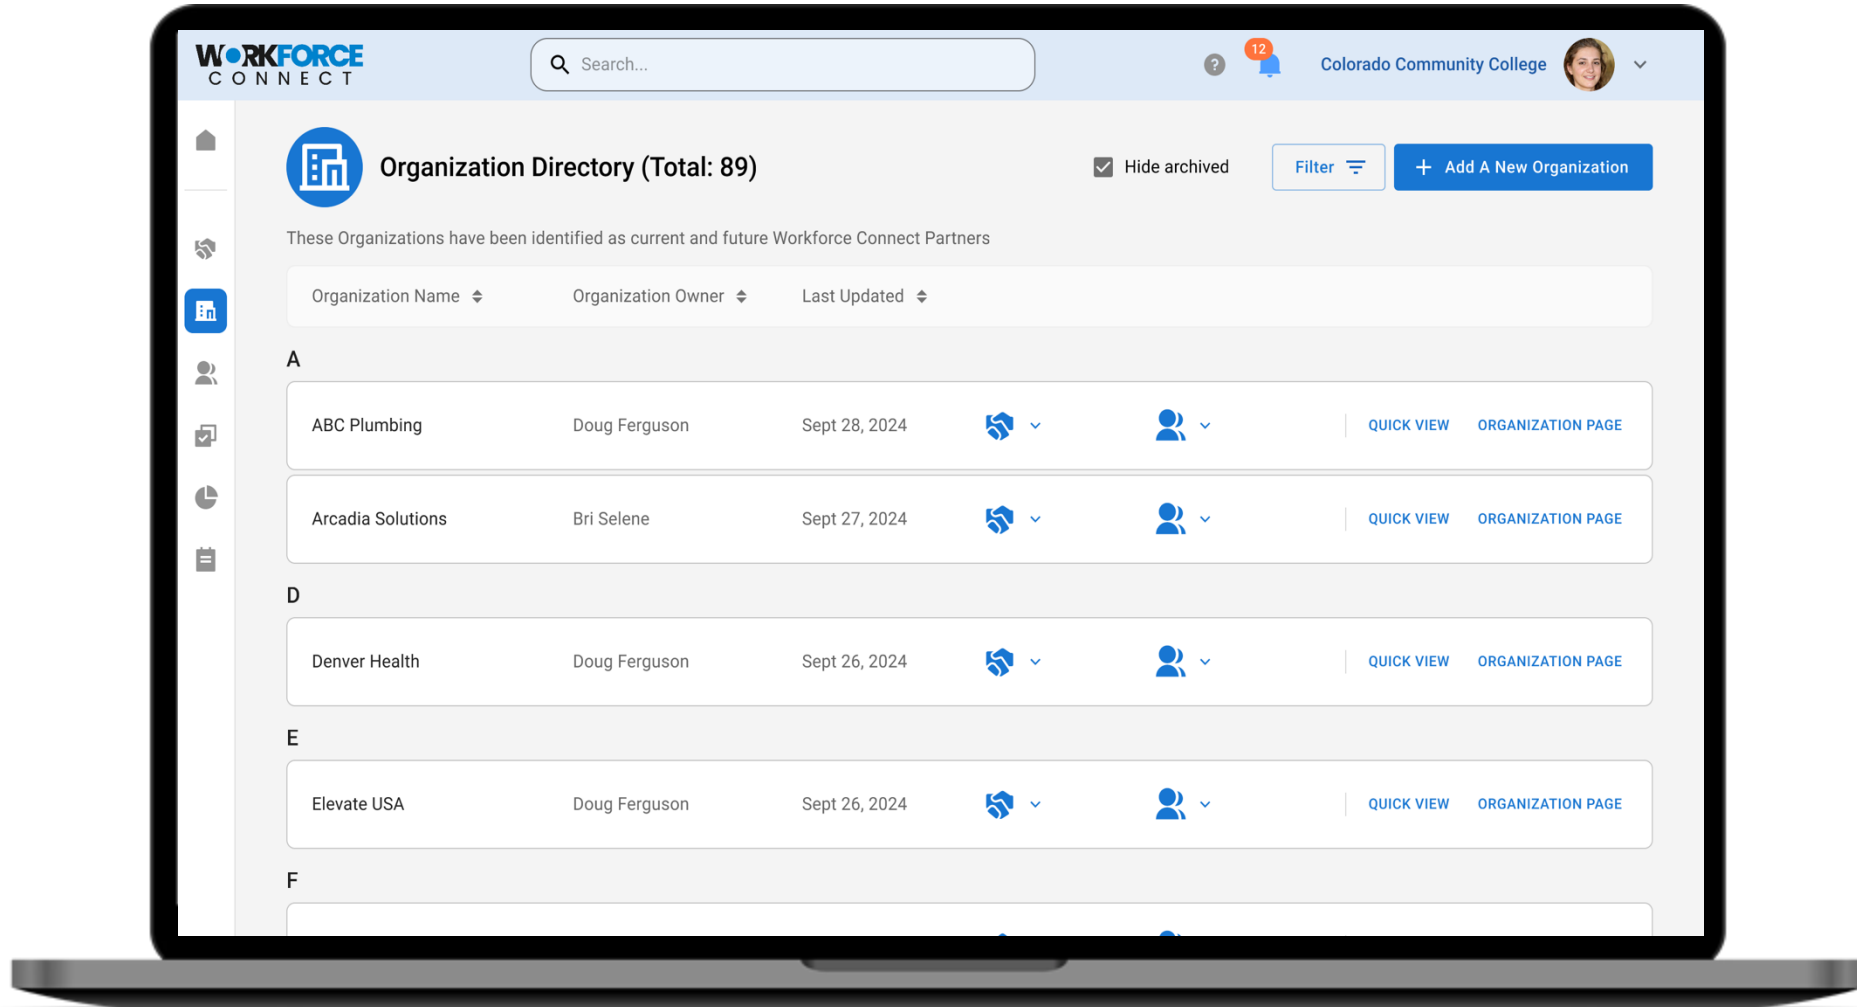 WORKFORCE
CONNECT
Search...
?
12
Colorado Community College
Organization Directory (Total: 89)
Hide archived
Filter
+ Add A New Organization
These Organizations have been identified as current and future Workforce Connect Partners
Organization Name
Organization Owner
Last Updated
A
ABC Plumbing Doug Ferguson Sept 28, 2024 QUICK VIEW ORGANIZATION PAGE
Arcadia Solutions Bri Selene Sept 27, 2024 QUICK VIEW ORGANIZATION PAGE
D
Denver Health Doug Ferguson Sept 26, 2024 QUICK VIEW ORGANIZATION PAGE
E
Elevate USA Doug Ferguson Sept 26, 2024 QUICK VIEW ORGANIZATION PAGE
F